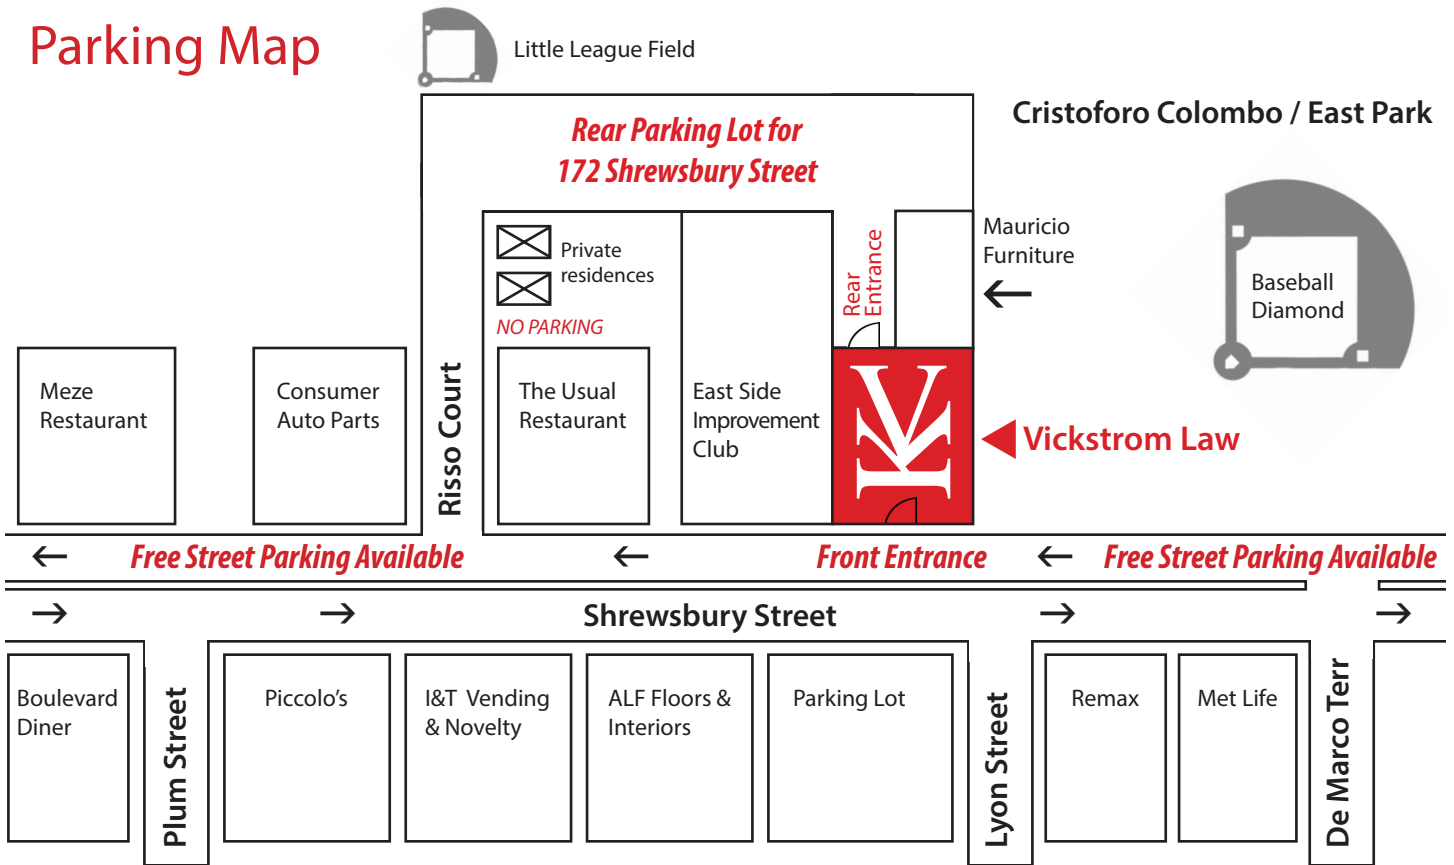 Parking Map
Little League Field
Cristoforo Colombo / East Park
Rear Parking Lot for
172 Shrewsbury Street
Private
residences
NO PARKING
Rear
Entrance
Mauricio
Furniture
Baseball
Diamond
Meze
Restaurant
Consumer
Auto Parts
Risso Court
The Usual
Restaurant
East Side
Improvement
Club
VK
Vickstrom Law
Free Street Parking Available
Front Entrance
Free Street Parking Available
Shrewsbury Street
Boulevard
Diner
Plum Street
Piccolo's
I&T Vending
& Novelty
ALF Floors &
Interiors
Parking Lot
Lyon Street
Remax
Met Life
De Marco Terr